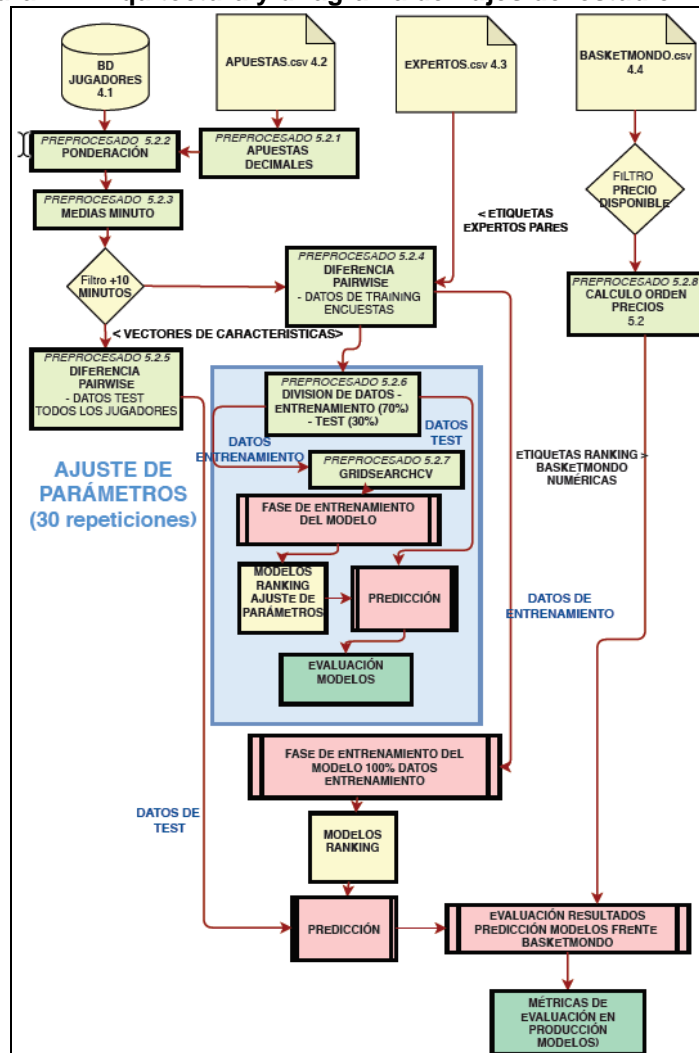 BD
JUGADORES
4.1
APUESTAS.csv 4.2
EXPERTOS.csv 4.3
BASKETMONDO.csv
4.4
PREPROCESADO 5.2.2
PONDERACIÓN
PREPROCESADO 5.2.1
APUESTAS
DECIMALES
FILTRO
PRECIO
DISPONIBLE
PREPROCESADO 5.2.3
MEDIAS MINUTO
< ETIQUETAS
EXPERTOS PARES
Filtro +10
MINUTOS
PREPROCESADO 5.2.4
DIFERENCIA
PAIRWISE
- DATOS DE TRAINING
ENCUESTAS
PREPROCESADO 5.2.8
CALCULO ORDEN
PRECIOS
5.2
< VECTORES DE CARACTERISTICAS>
PREPROCESADO 5.2.5
DIFERENCIA
PAIRWISE
- DATOS TEST
TODOS LOS JUGADORES
PREPROCESADO 5.2.6
DIVISION DE DATOS -
ENTRENAMIENTO (70%)
- TEST (30%)
DATOS
ENTRENAMIENTO
DATOS
TEST
PREPROCESADO 5.2.7
GRIDSEARCHCV
ETIQUETAS RANKING >
BASKETMONDO
NUMÉRICAS
AJUSTE DE
PARÁMETROS
(30 repeticiones)
FASE DE ENTRENAMIENTO
DEL MODELO
MODELOS
RANKING
AJUSTE DE
PARÁMETROS
PREDICCIÓN
DATOS DE
ENTRENAMIENTO
EVALUACIÓN
MODELOS
FASE DE ENTRENAMIENTO DEL
MODELO 100% DATOS
ENTRENAMIENTO
DATOS DE
TEST
MODELOS
RANKING
PREDICCIÓN
EVALUACIÓN RESULTADOS
PREDICCIÓN MODELOS FRENTE
BASKETMONDO
MÉTRICAS DE
EVALUACIÓN EN
PRODUCCIÓN
MODELOS)